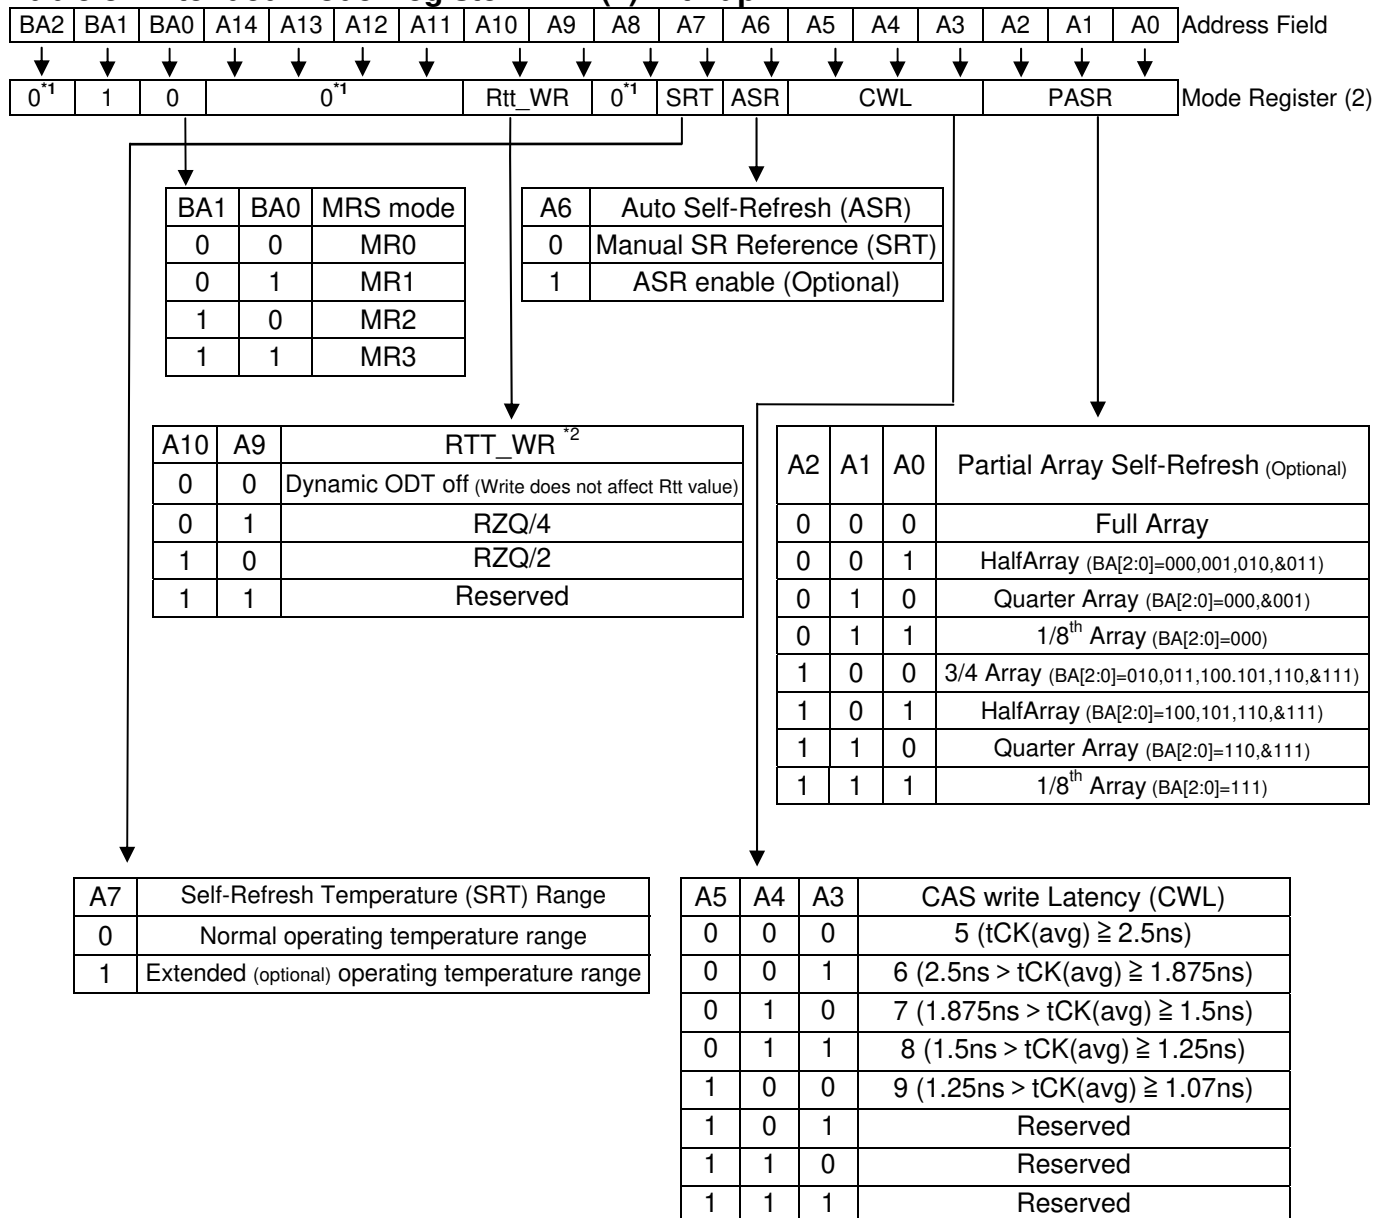 BA2 BA1 BA0 A14 A13 A12 A11 A10 A9 A8 A7 A6 A5 A4 A3 A2 A1 A0 Address Field
0*1 1 0 0*1 Rtt_WR 0*1 SRT ASR CWL PASR Mode Register (2)
BA1 BA0 MRS mode
0 0 MR0
0 1 MR1
1 0 MR2
1 1 MR3
A6 Auto Self-Refresh (ASR)
0 Manual SR Reference (SRT)
1 ASR enable (Optional)
A10 A9 RTT_WR *2
0 0 Dynamic ODT off (Write does not affect Rtt value)
0 1 RZQ/4
1 0 RZQ/2
1 1 Reserved
A2 A1 A0 Partial Array Self-Refresh (Optional)
0 0 0 Full Array
0 0 1 HalfArray (BA[2:0]=000,001,010,&011)
0 1 0 Quarter Array (BA[2:0]=000,&001)
0 1 1 1/8th Array (BA[2:0]=000)
1 0 0 3/4 Array (BA[2:0]=010,011,100.101,110,&111)
1 0 1 HalfArray (BA[2:0]=100,101,110,&111)
1 1 0 Quarter Array (BA[2:0]=110,&111)
1 1 1 1/8th Array (BA[2:0]=111)
A7 Self-Refresh Temperature (SRT) Range
0 Normal operating temperature range
1 Extended (optional) operating temperature range
A5 A4 A3 CAS write Latency (CWL)
0 0 0 5 (tCK(avg) ≧ 2.5ns)
0 0 1 6 (2.5ns > tCK(avg) ≧ 1.875ns)
0 1 0 7 (1.875ns > tCK(avg) ≧ 1.5ns)
0 1 1 8 (1.5ns > tCK(avg) ≧ 1.25ns)
1 0 0 9 (1.25ns > tCK(avg) ≧ 1.07ns)
1 0 1 Reserved
1 1 0 Reserved
1 1 1 Reserved